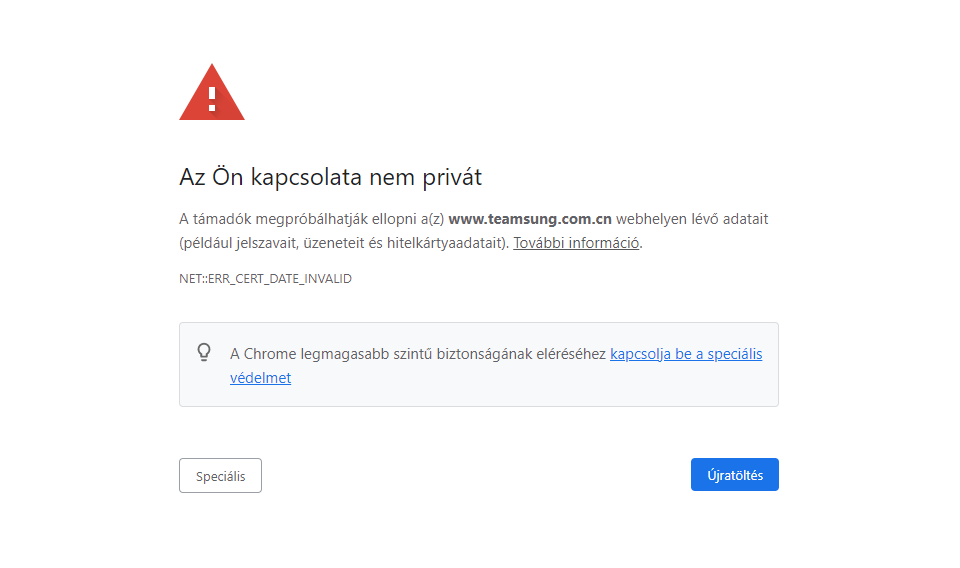 Az Ön kapcsolata nem privát
A támadók megpróbálhatják ellopni a(z) www.teamsung.com.cn webhelyen lévő adatait
(például jelszavait, üzeneteit és hitelkártyaadatait). További információ.
NET::ERR_CERT_DATE_INVALID
A Chrome legmagasabb szintű biztonságának eléréséhez kapcsolja be a speciális
védelmet
Speciális
Újratöltés